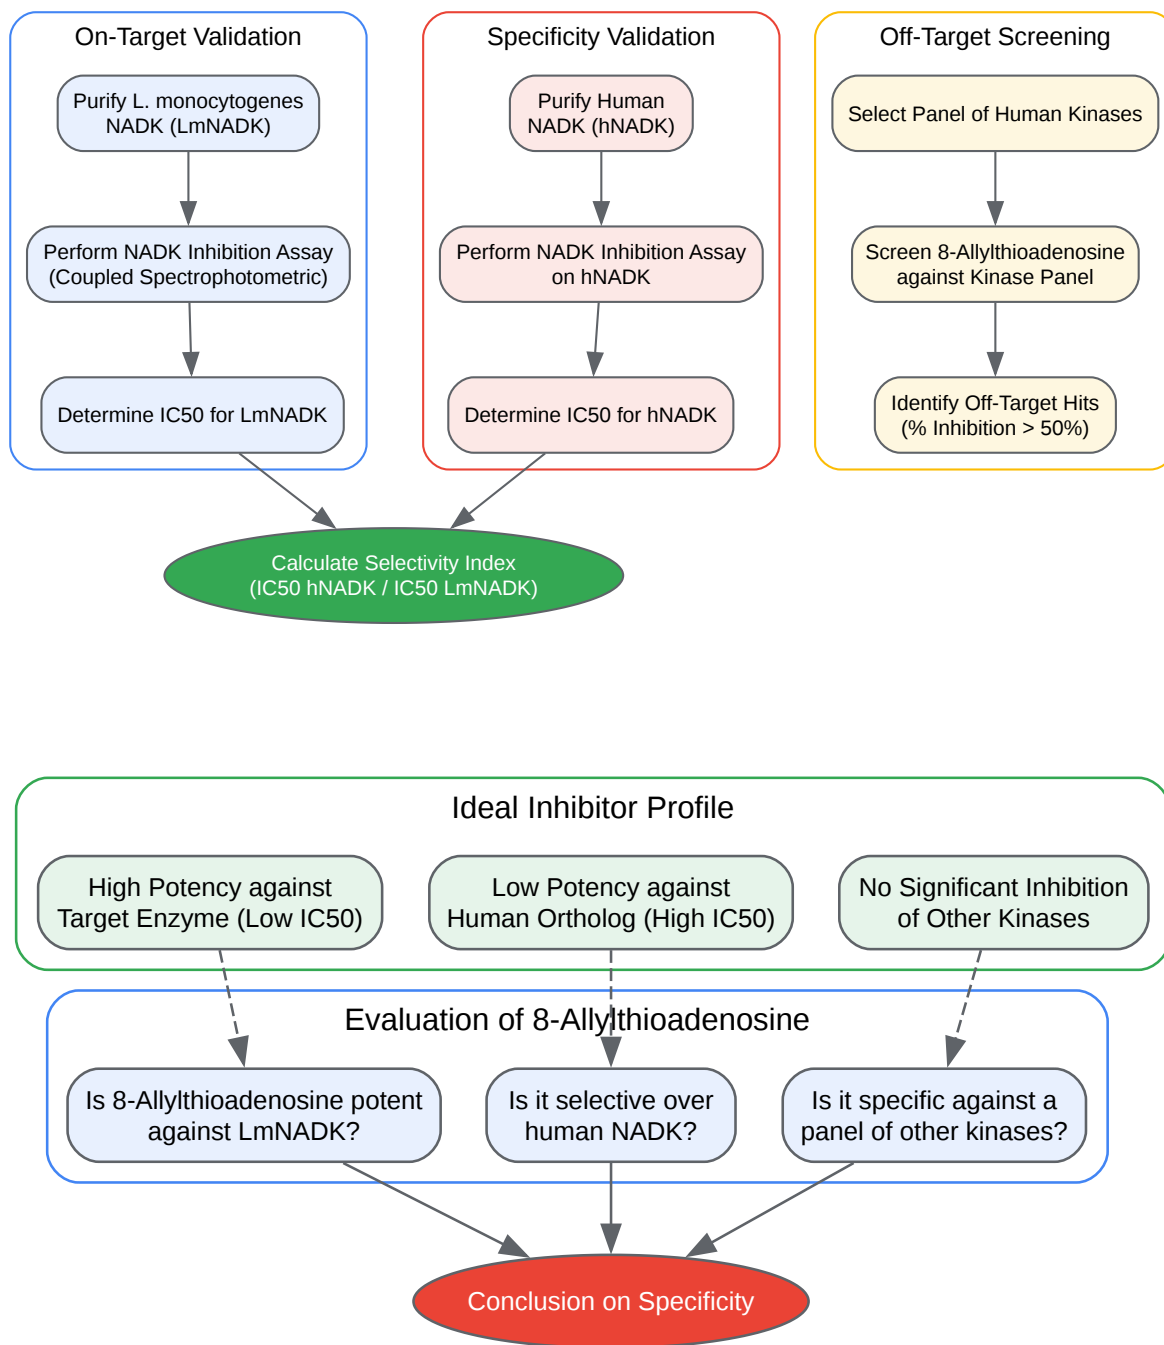 On-Target Validation
Purify L. monocytogenes
NADK (LmNADK)
Perform NADK Inhibition Assay
(Coupled Spectrophotometric)
Determine IC50 for LmNADK
Specificity Validation
Purify Human
NADK (hNADK)
Perform NADK Inhibition Assay
on hNADK
Determine IC50 for hNADK
Off-Target Screening
Select Panel of Human Kinases
Screen 8-Allylthioadenosine
against Kinase Panel
Identify Off-Target Hits
(% Inhibition > 50%)
Calculate Selectivity Index
(IC50 hNADK / IC50 LmNADK)
Ideal Inhibitor Profile
High Potency against
Target Enzyme (Low IC50)
Low Potency against
Human Ortholog (High IC50)
No Significant Inhibition
of Other Kinases
Evaluation of 8-Allylthioadenosine
Is 8-Allylthioadenosine potent
against LmNADK?
Is it selective over
human NADK?
Is it specific against a
panel of other kinases?
Conclusion on Specificity